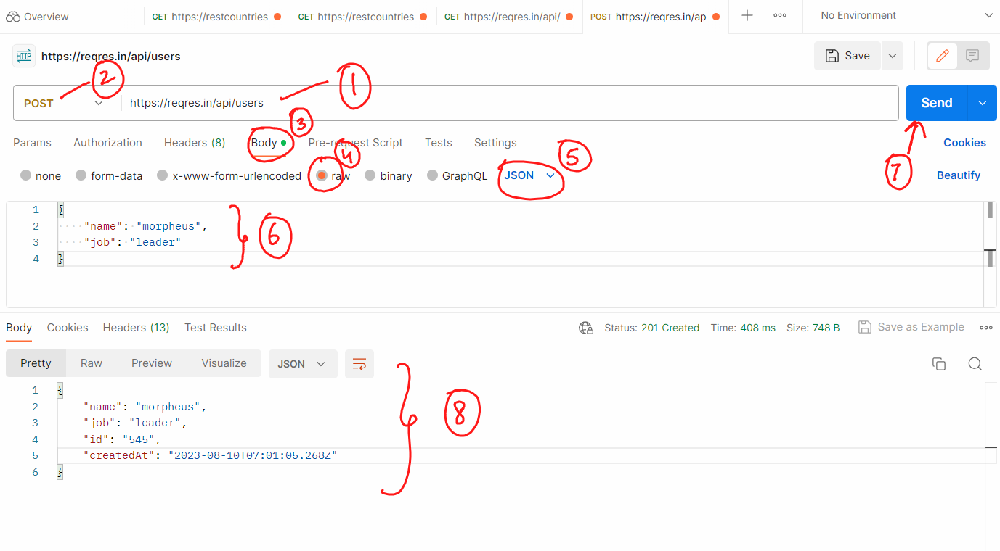 Overview GET https://restcountries GET https://restcountries GET https://reqres.in/api/ POST https://reqres.in/ap No Environment
HTTP https://reqres.in/api/users Save
2 1
POST https://reqres.in/api/users Send
3
Params Authorization Headers (8) Body Pre-request Script Tests Settings Cookies
4 5 7
none form-data x-www-form-urlencoded raw binary GraphQL JSON Beautify
1 {
2 "name": "morpheus",
3 "job": "leader"
4 }
6
Body Cookies Headers (13) Test Results Status: 201 Created Time: 408 ms Size: 748 B Save as Example
Pretty Raw Preview Visualize JSON
1 {
2 "name": "morpheus",
3 "job": "leader",
4 "id": "545",
5 "createdAt": "2023-08-10T07:01:05.268Z"
6 }
8